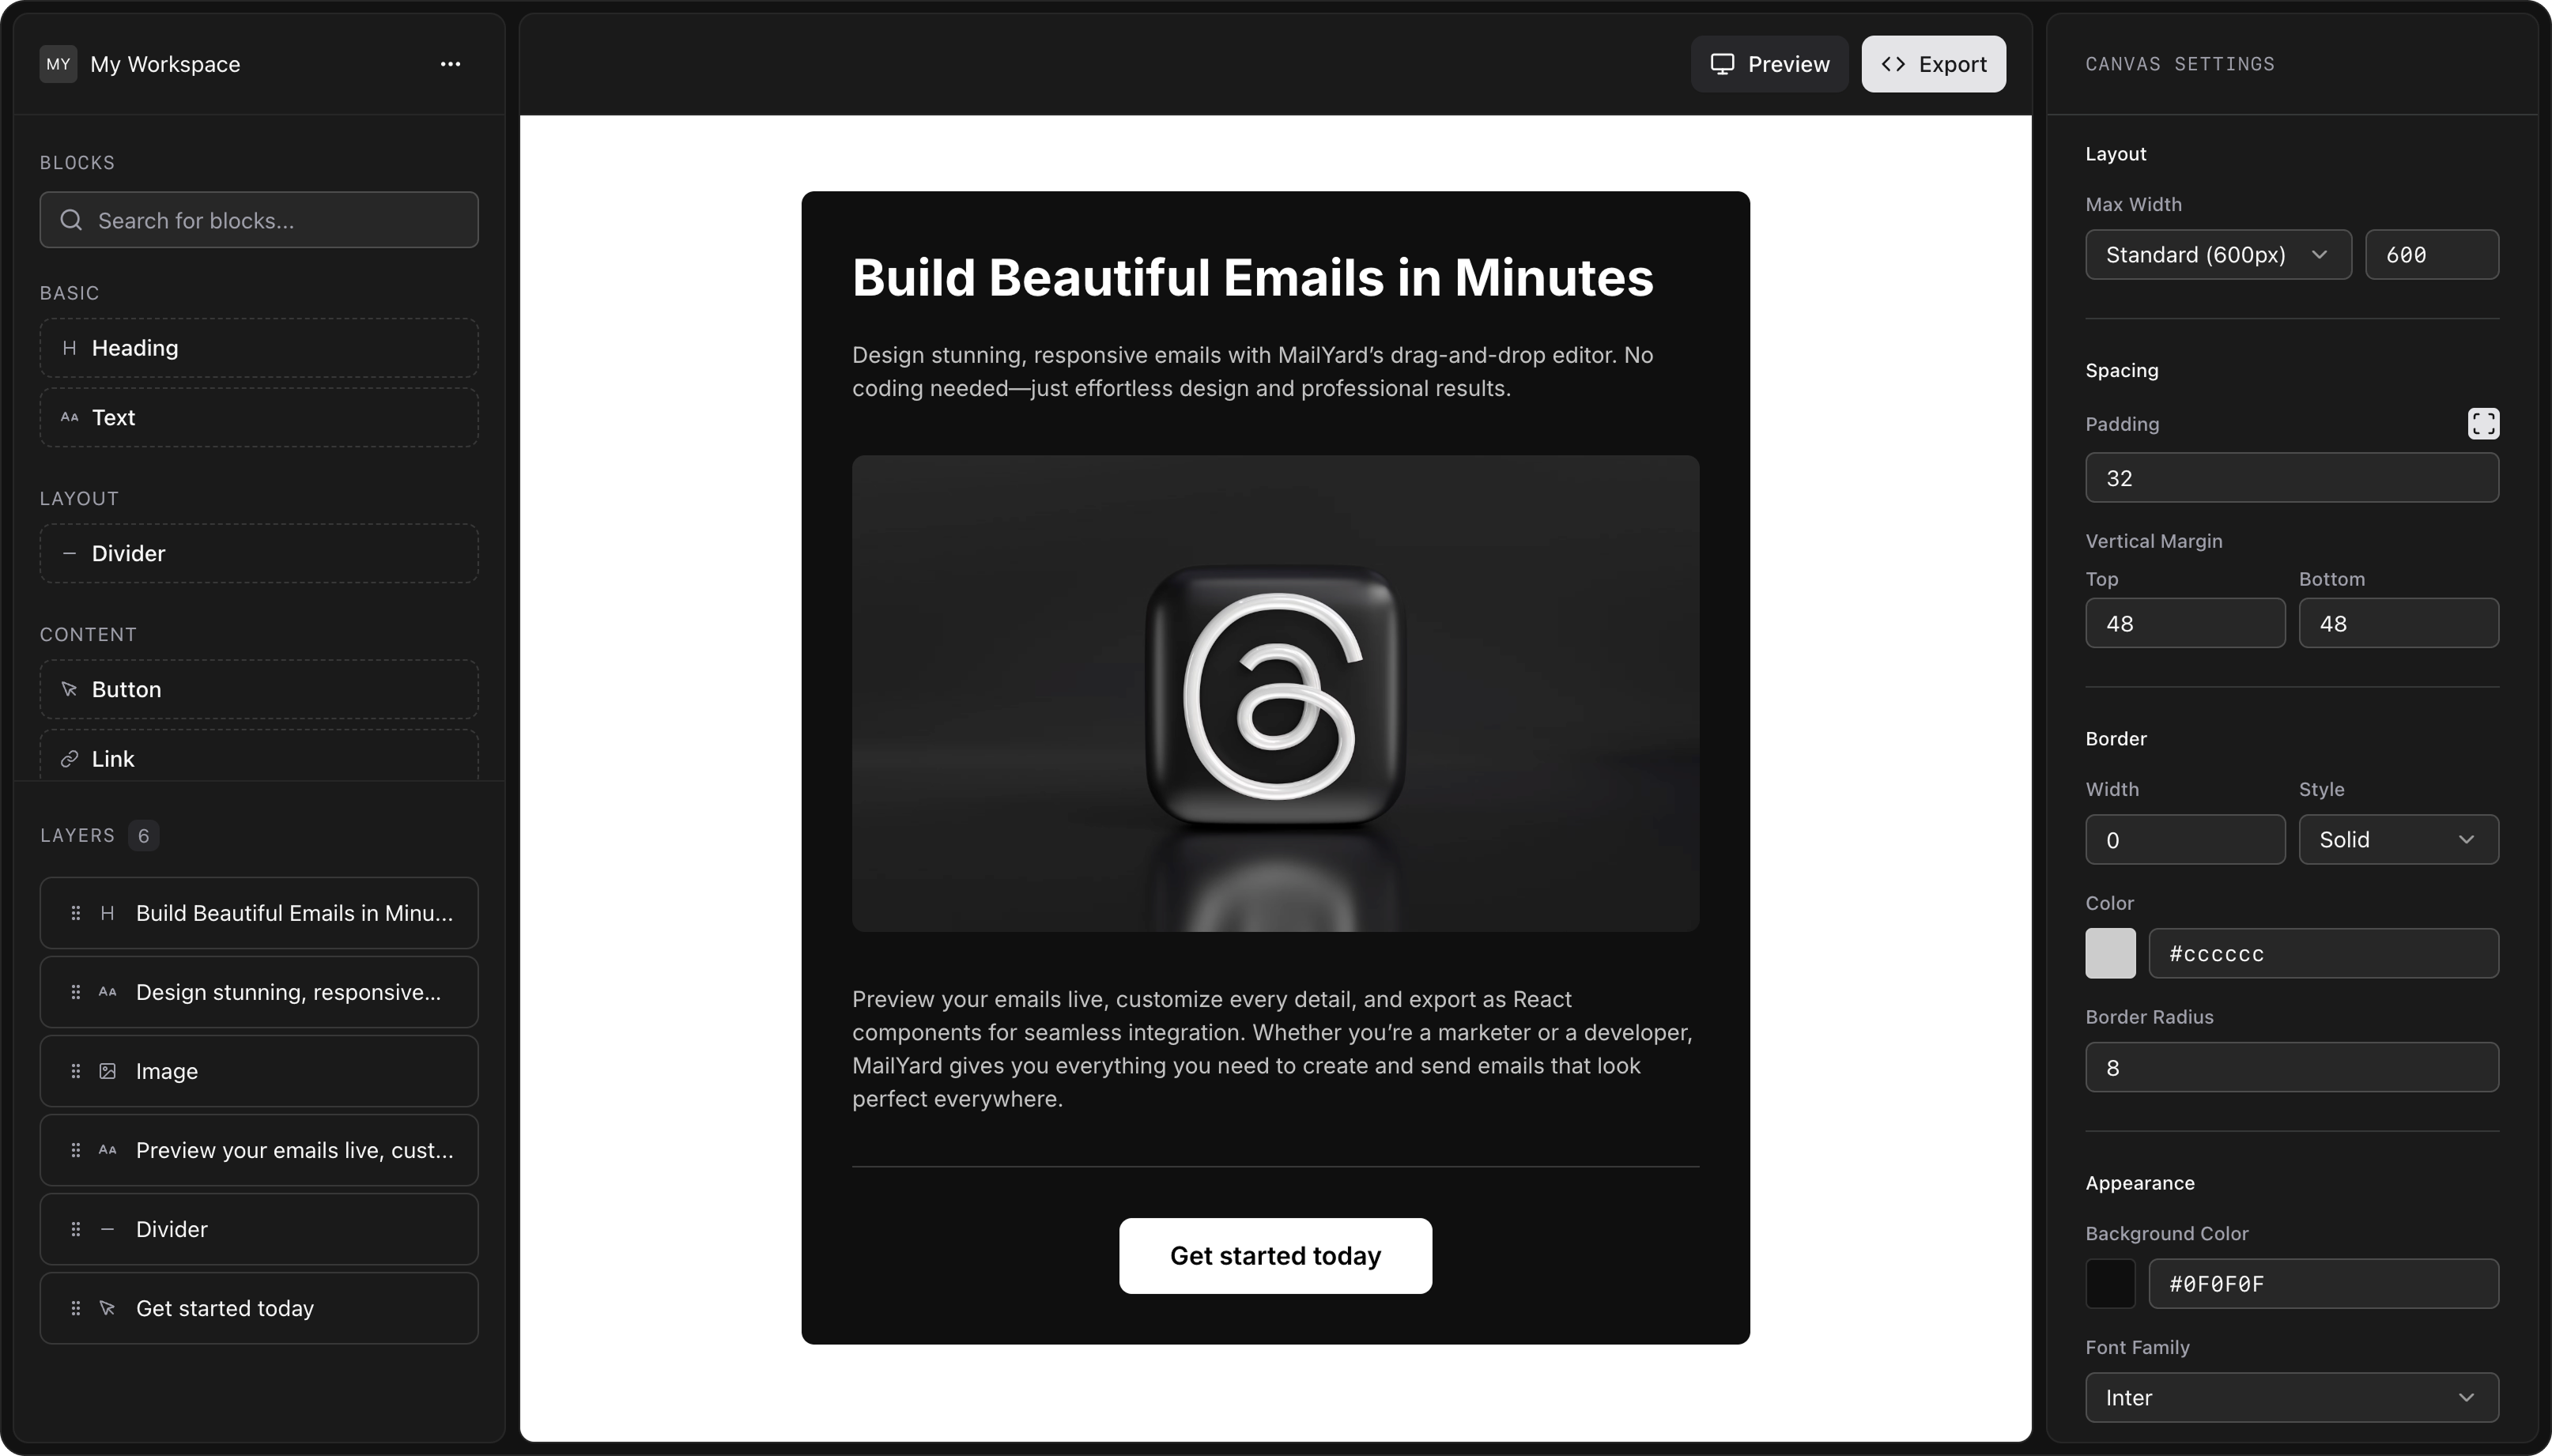 MY My Workspace
BLOCKS
Search for blocks...
BASIC
H Heading
AA Text
LAYOUT
Divider
CONTENT
Button
Link
LAYERS 6
H Build Beautiful Emails in Minu...
AA Design stunning, responsive...
Image
AA Preview your emails live, cust...
Divider
Get started today
Preview Export
Build Beautiful Emails in Minutes
Design stunning, responsive emails with MailYard’s drag-and-drop editor. No
coding needed—just effortless design and professional results.
Preview your emails live, customize every detail, and export as React
components for seamless integration. Whether you’re a marketer or a developer,
MailYard gives you everything you need to create and send emails that look
perfect everywhere.
Get started today
CANVAS SETTINGS
Layout
Max Width
Standard (600px) 600
Spacing
Padding
32
Vertical Margin
Top Bottom
48 48
Border
Width Style
0 Solid
Color
#cccccc
Border Radius
8
Appearance
Background Color
#0F0F0F
Font Family
Inter